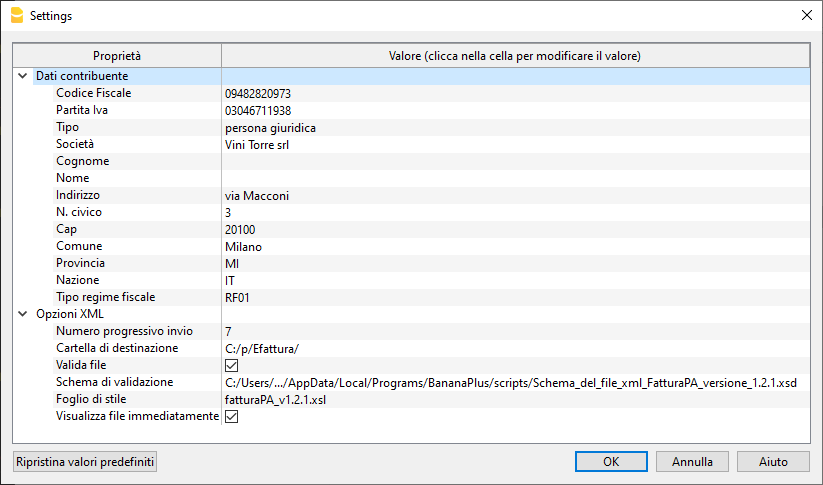 Settings
Proprietà Valore (clicca nella cella per modificare il valore)
Dati contribuente
Codice Fiscale 09482820973
Partita Iva 03046711938
Tipo persona giuridica
Società Vini Torre srl
Cognome
Nome
Indirizzo via Macconi
N. civico 3
Cap 20100
Comune Milano
Provincia MI
Nazione IT
Tipo regime fiscale RF01
Opzioni XML
Numero progressivo invio 7
Cartella di destinazione C:/p/Efattura/
Valida file
Schema di validazione C:/Users/.../AppData/Local/Programs/BananaPlus/scripts/Schema_del_file_xml_FatturaPA_versione_1.2.1.xsd
Foglio di stile fatturaPA_v1.2.1.xsl
Visualizza file immediatamente
Ripristina valori predefiniti OK Annulla Aiuto